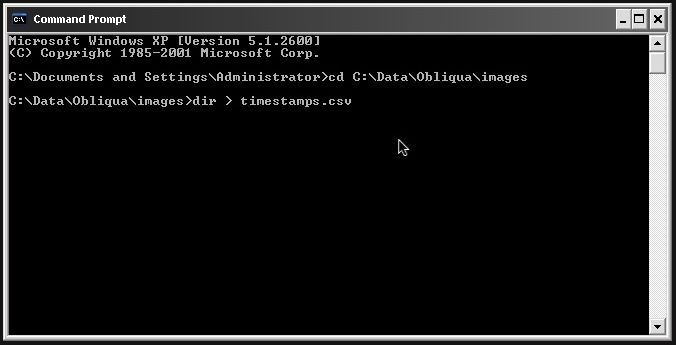 Command Prompt
Microsoft Windows XP [Version 5.1.2600]
(C) Copyright 1985-2001 Microsoft Corp.
C:\Documents and Settings\Administrator>cd C:\Data\Obliqua\images
C:\Data\Obliqua\images>dir > timestamps.csv